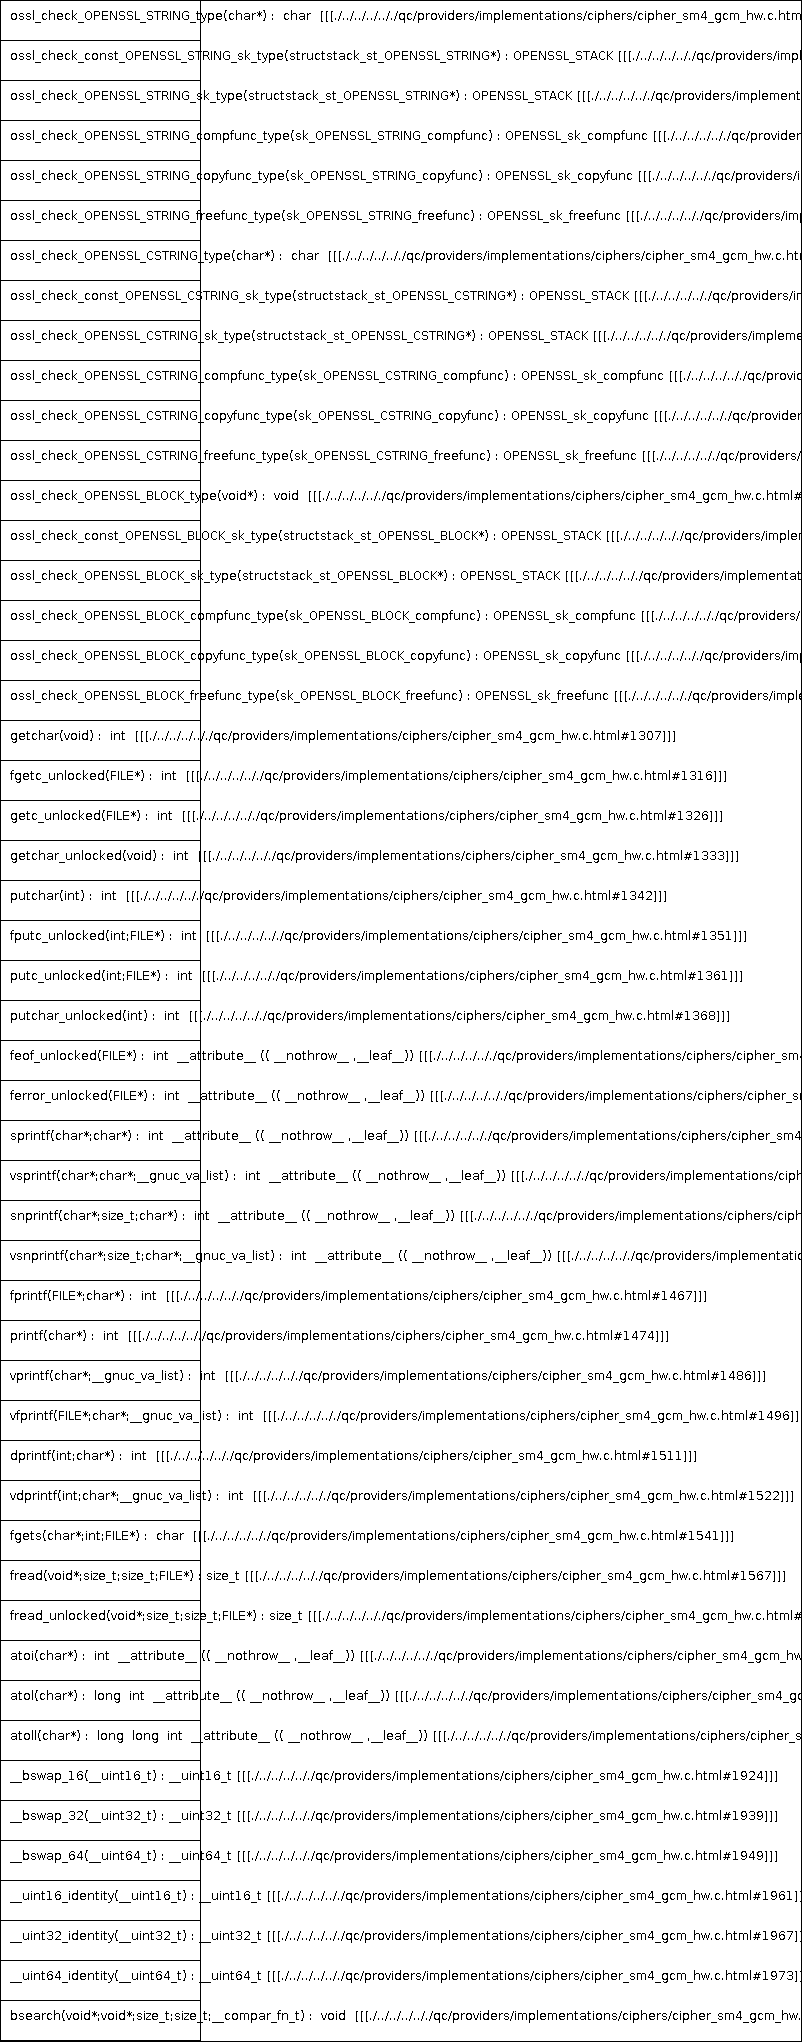 ossl_check_OPENSSL_STRING_type(char*) : char [[[./../../../../../qc/providers/implementations/ciphers/cipher_sm4_gcm_hw.c.htm
ossl_check_const_OPENSSL_STRING_sk_type(structstack_st_OPENSSL_STRING*) : OPENSSL_STACK [[[./../../../../../qc/providers/impl
ossl_check_OPENSSL_STRING_sk_type(structstack_st_OPENSSL_STRING*) : OPENSSL_STACK [[[./../../../../../qc/providers/implement
ossl_check_OPENSSL_STRING_compfunc_type(sk_OPENSSL_STRING_compfunc) : OPENSSL_sk_compfunc [[[./../../../../../qc/provider
ossl_check_OPENSSL_STRING_copyfunc_type(sk_OPENSSL_STRING_copyfunc) : OPENSSL_sk_copyfunc [[[./../../../../../qc/providers/i
ossl_check_OPENSSL_STRING_freefunc_type(sk_OPENSSL_STRING_freefunc) : OPENSSL_sk_freefunc [[[./../../../../../qc/providers/im
ossl_check_OPENSSL_CSTRING_type(char*) : char [[[./../../../../../qc/providers/implementations/ciphers/cipher_sm4_gcm_hw.c.ht
ossl_check_const_OPENSSL_CSTRING_sk_type(structstack_st_OPENSSL_CSTRING*) : OPENSSL_STACK [[[./../../../../../qc/providers/i
ossl_check_OPENSSL_CSTRING_sk_type(structstack_st_OPENSSL_CSTRING*) : OPENSSL_STACK [[[./../../../../../qc/providers/impleme
ossl_check_OPENSSL_CSTRING_compfunc_type(sk_OPENSSL_CSTRING_compfunc) : OPENSSL_sk_compfunc [[[./../../../../../qc/provi
ossl_check_OPENSSL_CSTRING_copyfunc_type(sk_OPENSSL_CSTRING_copyfunc) : OPENSSL_sk_copyfunc [[[./../../../../../qc/provider
ossl_check_OPENSSL_CSTRING_freefunc_type(sk_OPENSSL_CSTRING_freefunc) : OPENSSL_sk_freefunc [[[./../../../../../qc/providers/
ossl_check_OPENSSL_BLOCK_type(void*) : void [[[./../../../../../qc/providers/implementations/ciphers/cipher_sm4_gcm_hw.c.html#
ossl_check_const_OPENSSL_BLOCK_sk_type(structstack_st_OPENSSL_BLOCK*) : OPENSSL_STACK [[[./../../../../../qc/providers/implem
ossl_check_OPENSSL_BLOCK_sk_type(structstack_st_OPENSSL_BLOCK*) : OPENSSL_STACK [[[./../../../../../qc/providers/implementat
ossl_check_OPENSSL_BLOCK_compfunc_type(sk_OPENSSL_BLOCK_compfunc) : OPENSSL_sk_compfunc [[[./../../../../../qc/providers/
ossl_check_OPENSSL_BLOCK_copyfunc_type(sk_OPENSSL_BLOCK_copyfunc) : OPENSSL_sk_copyfunc [[[./../../../../../qc/providers/im
ossl_check_OPENSSL_BLOCK_freefunc_type(sk_OPENSSL_BLOCK_freefunc) : OPENSSL_sk_freefunc [[[./../../../../../qc/providers/imple
getchar(void) : int [[[./../../../../../qc/providers/implementations/ciphers/cipher_sm4_gcm_hw.c.html#1307]]]
fgetc_unlocked(FILE*) : int [[[./../../../../../qc/providers/implementations/ciphers/cipher_sm4_gcm_hw.c.html#1316]]]
getc_unlocked(FILE*) : int [[[./../../../../../qc/providers/implementations/ciphers/cipher_sm4_gcm_hw.c.html#1326]]]
getchar_unlocked(void) : int [[[./../../../../../qc/providers/implementations/ciphers/cipher_sm4_gcm_hw.c.html#1333]]]
putchar(int) : int [[[./../../../../../qc/providers/implementations/ciphers/cipher_sm4_gcm_hw.c.html#1342]]]
fputc_unlocked(int;FILE*) : int [[[./../../../../../qc/providers/implementations/ciphers/cipher_sm4_gcm_hw.c.html#1351]]]
putc_unlocked(int;FILE*) : int [[[./../../../../../qc/providers/implementations/ciphers/cipher_sm4_gcm_hw.c.html#1361]]]
putchar_unlocked(int) : int [[[./../../../../../qc/providers/implementations/ciphers/cipher_sm4_gcm_hw.c.html#1368]]]
feof_unlocked(FILE*) : int __attribute__ (( __nothrow__ ,__leaf__)) [[[./../../../../../qc/providers/implementations/ciphers/cipher_sm4
ferror_unlocked(FILE*) : int __attribute__ (( __nothrow__ ,__leaf__)) [[[./../../../../../qc/providers/implementations/ciphers/cipher_s
sprintf(char*;char*) : int __attribute__ (( __nothrow__ ,__leaf__)) [[[./../../../../../qc/providers/implementations/ciphers/cipher_sm4
vsprintf(char*;char*;__gnuc_va_list) : int __attribute__ (( __nothrow__ ,__leaf__)) [[[./../../../../../qc/providers/implementations/ciph
snprintf(char*;size_t;char*) : int __attribute__ (( __nothrow__ ,__leaf__)) [[[./../../../../../qc/providers/implementations/ciphers/ciph
vsnprintf(char*;size_t;char*;__gnuc_va_list) : int __attribute__ (( __nothrow__ ,__leaf__)) [[[./../../../../../qc/providers/implementatio
fprintf(FILE*;char*) : int [[[./../../../../../qc/providers/implementations/ciphers/cipher_sm4_gcm_hw.c.html#1467]]]
printf(char*) : int [[[./../../../../../qc/providers/implementations/ciphers/cipher_sm4_gcm_hw.c.html#1474]]]
vprintf(char*;__gnuc_va_list) : int [[[./../../../../../qc/providers/implementations/ciphers/cipher_sm4_gcm_hw.c.html#1486]]]
vfprintf(FILE*;char*;__gnuc_va_list) : int [[[./../../../../../qc/providers/implementations/ciphers/cipher_sm4_gcm_hw.c.html#1496]]
dprintf(int;char*) : int [[[./../../../../../qc/providers/implementations/ciphers/cipher_sm4_gcm_hw.c.html#1511]]]
vdprintf(int;char*;__gnuc_va_list) : int [[[./../../../../../qc/providers/implementations/ciphers/cipher_sm4_gcm_hw.c.html#1522]]]
fgets(char*;int;FILE*) : char [[[./../../../../../qc/providers/implementations/ciphers/cipher_sm4_gcm_hw.c.html#1541]]]
fread(void*;size_t;size_t;FILE*) : size_t [[[./../../../../../qc/providers/implementations/ciphers/cipher_sm4_gcm_hw.c.html#1567]]]
fread_unlocked(void*;size_t;size_t;FILE*) : size_t [[[./../../../../../qc/providers/implementations/ciphers/cipher_sm4_gcm_hw.c.html#
atoi(char*) : int __attribute__ (( __nothrow__ ,__leaf__)) [[[./../../../../../qc/providers/implementations/ciphers/cipher_sm4_gcm_hw
atol(char*) : long int __attribute__ (( __nothrow__ ,__leaf__)) [[[./../../../../../qc/providers/implementations/ciphers/cipher_sm4_gc
atoll(char*) : long long int __attribute__ (( __nothrow__ ,__leaf__)) [[[./../../../../../qc/providers/implementations/ciphers/cipher_s
__bswap_16(__uint16_t) : __uint16_t [[[./../../../../../qc/providers/implementations/ciphers/cipher_sm4_gcm_hw.c.html#1924]]]
__bswap_32(__uint32_t) : __uint32_t [[[./../../../../../qc/providers/implementations/ciphers/cipher_sm4_gcm_hw.c.html#1939]]]
__bswap_64(__uint64_t) : __uint64_t [[[./../../../../../qc/providers/implementations/ciphers/cipher_sm4_gcm_hw.c.html#1949]]]
__uint16_identity(__uint16_t) : __uint16_t [[[./../../../../../qc/providers/implementations/ciphers/cipher_sm4_gcm_hw.c.html#1961]]
__uint32_identity(__uint32_t) : __uint32_t [[[./../../../../../qc/providers/implementations/ciphers/cipher_sm4_gcm_hw.c.html#1967]]
__uint64_identity(__uint64_t) : __uint64_t [[[./../../../../../qc/providers/implementations/ciphers/cipher_sm4_gcm_hw.c.html#1973]]
bsearch(void*;void*;size_t;size_t;__compar_fn_t) : void [[[./../../../../../qc/providers/implementations/ciphers/cipher_sm4_gcm_hw.